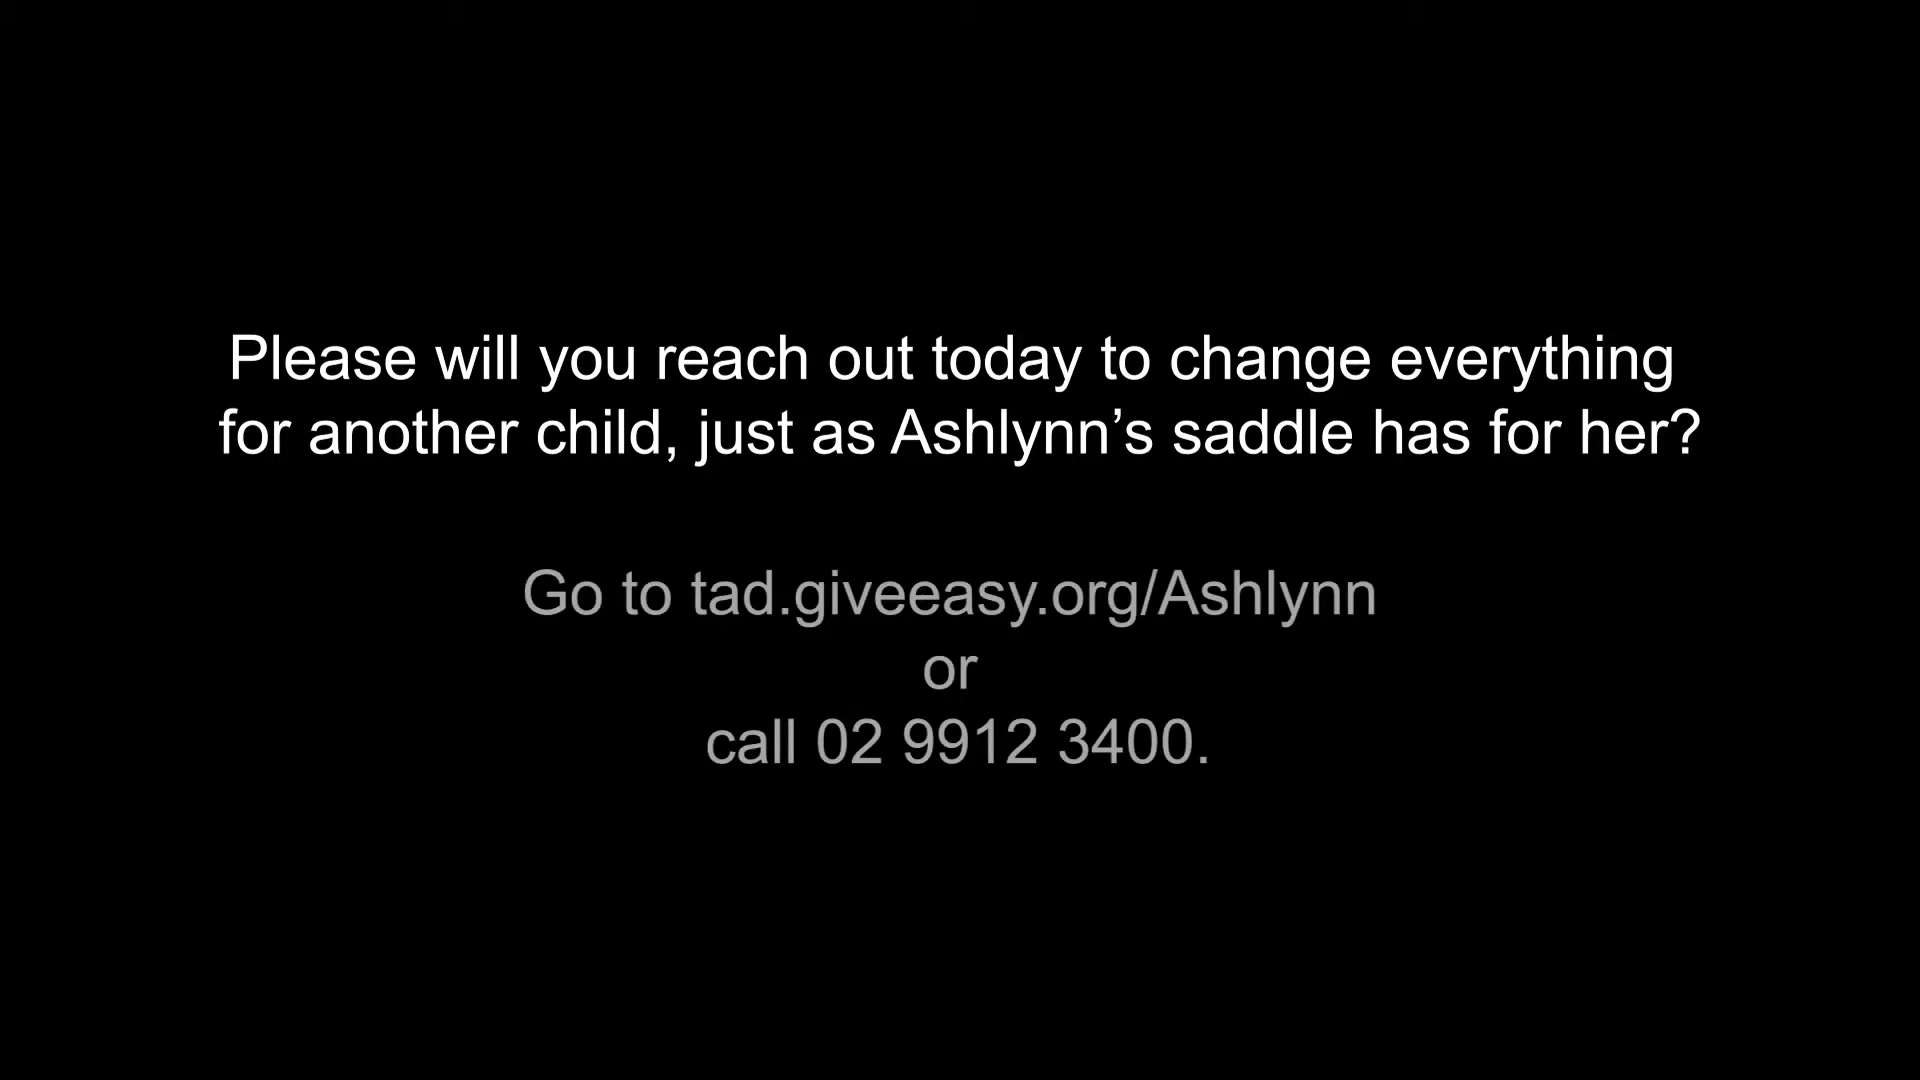 Please will you reach out today to change everything
for another child, just as Ashlynn’s saddle has for her?
Go to tad.giveeasy.org/Ashlynn
or
call 02 9912 3400.